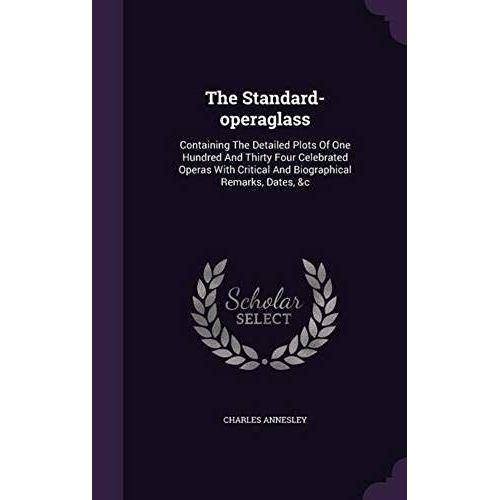 The Standard-
operaglass
Containing The Detailed Plots Of One
Hundred And Thirty Four Celebrated
Operas With Critical And Biographical
Remarks, Dates, &c
Scholar
SELECT
CHARLES ANNESLEY